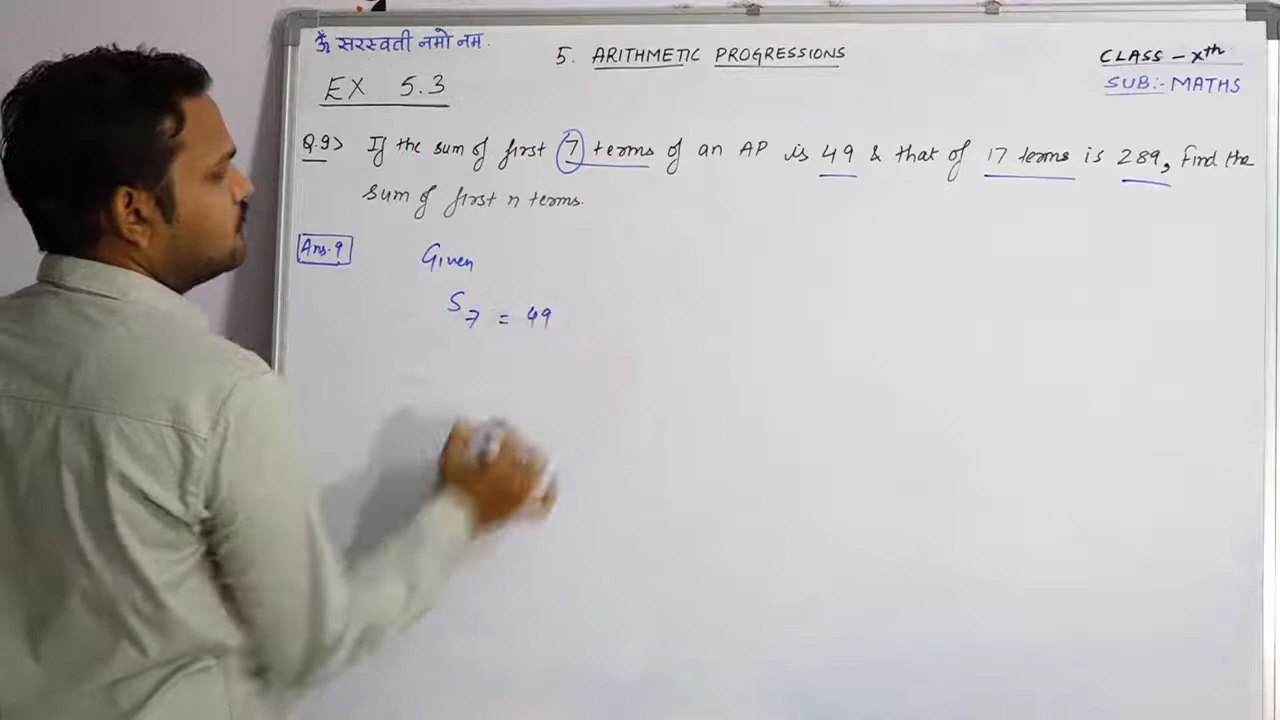 ॐ सरस्वती नमो नम.
5. ARITHMETIC PROGRESSIONS
CLASS - Xth
SUB:- MATHS
EX 5.3
Q.9> If the sum of first 7 terms of an AP is 49 & that of 17 terms is 289, find the
sum of first n terms.
Ans. 9
Given
S7 = 49